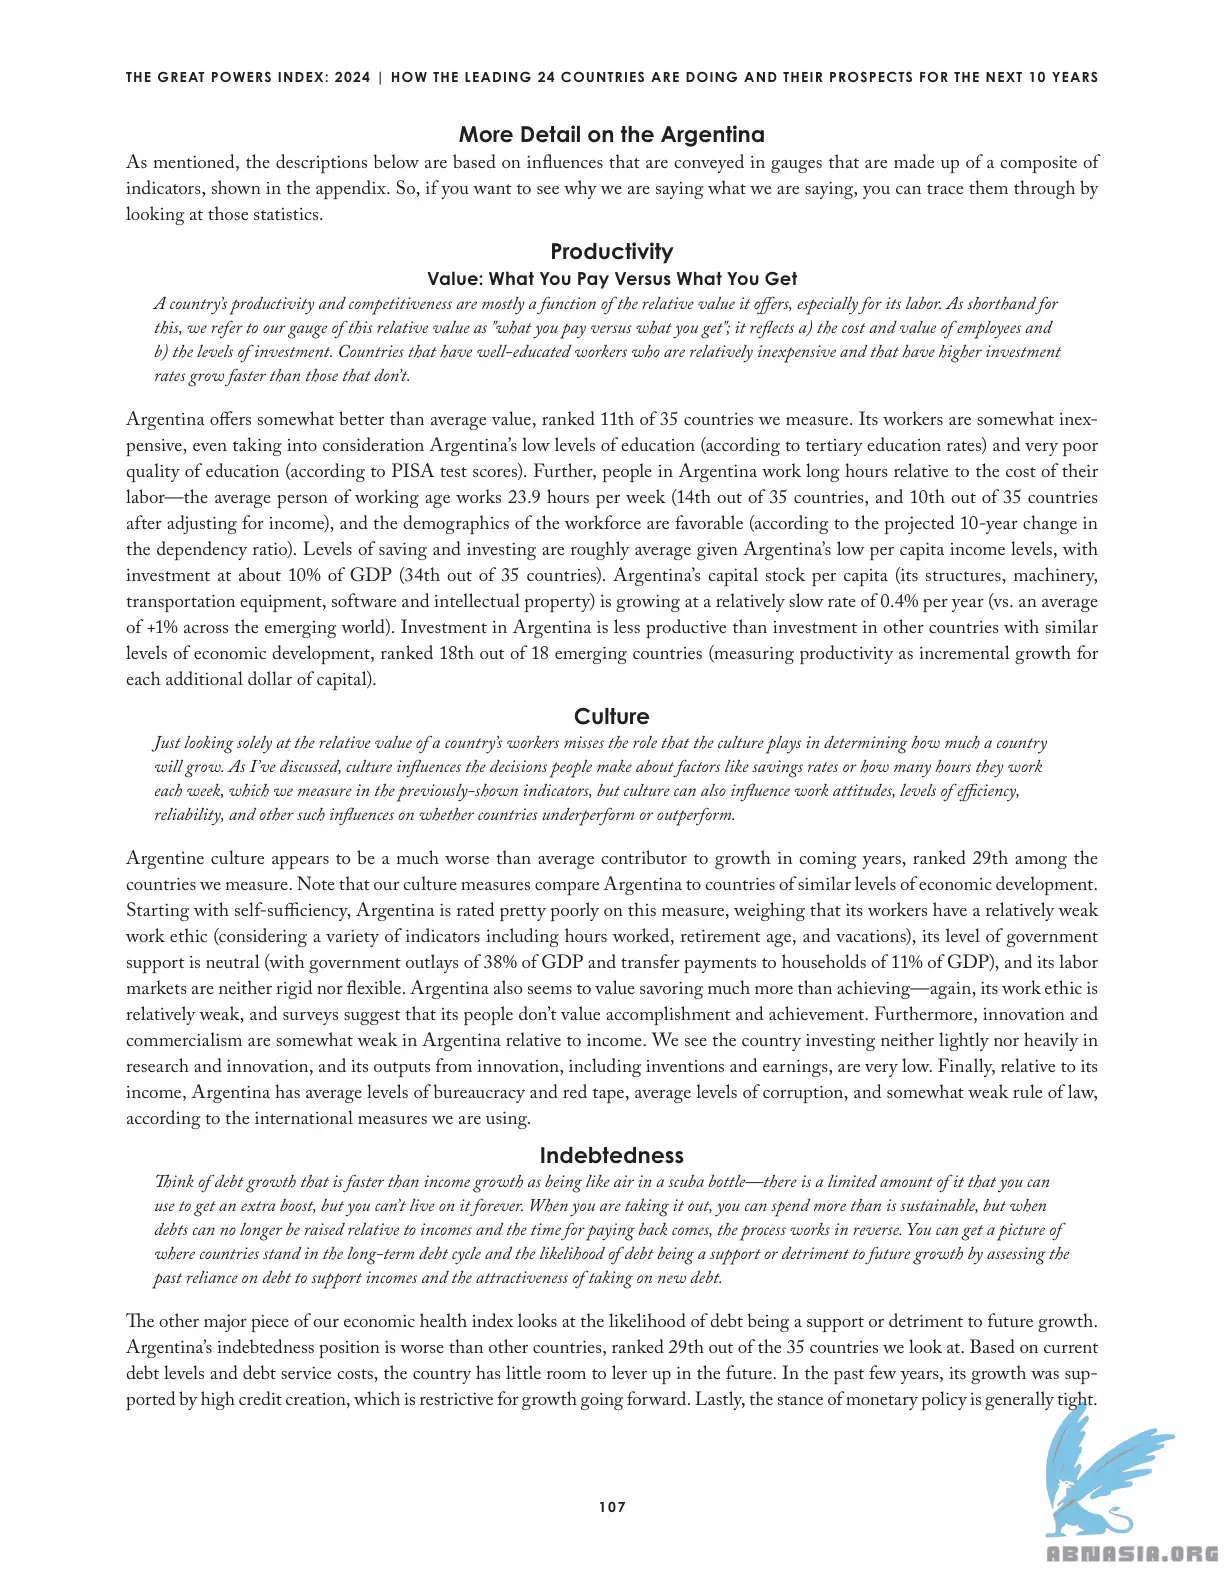 THE GREAT POWERS INDEX: 2024 | HOW THE LEADING 24 COUNTRIES ARE DOING AND THEIR PROSPECTS FOR THE NEXT 10 YEARS
More Detail on the Argentina
As mentioned, the descriptions below are based on influences that are conveyed in gauges that are made up of a composite of
indicators, shown in the appendix. So, if you want to see why we are saying what we are saying, you can trace them through by
looking at those statistics.
Productivity
Value: What You Pay Versus What You Get
A country's productivity and competitiveness are mostly a function of the relative value it offers, especially for its labor. As shorthand for
this, we refer to our gauge of this relative value as "what you pay versus what you get"; it reflects a) the cost and value of employees and
b) the levels of investment. Countries that have well-educated workers who are relatively inexpensive and that have higher investment
rates grow faster than those that don't.
Argentina offers somewhat better than average value, ranked 11th of 35 countries we measure. Its workers are somewhat inex-
pensive, even taking into consideration Argentina's low levels of education (according to tertiary education rates) and very poor
quality of education (according to PISA test scores). Further, people in Argentina work long hours relative to the cost of their
labor—the average person of working age works 23.9 hours per week (14th out of 35 countries, and 10th out of 35 countries
after adjusting for income), and the demographics of the workforce are favorable (according to the projected 10-year change in
the dependency ratio). Levels of saving and investing are roughly average given Argentina's low per capita income levels, with
investment at about 10% of GDP (34th out of 35 countries). Argentina's capital stock per capita (its structures, machinery,
transportation equipment, software and intellectual property) is growing at a relatively slow rate of 0.4% per year (vs. an average
of +1% across the emerging world). Investment in Argentina is less productive than investment in other countries with similar
levels of economic development, ranked 18th out of 18 emerging countries (measuring productivity as incremental growth for
each additional dollar of capital).
Culture
Just looking solely at the relative value of a country's workers misses the role that the culture plays in determining how much a country
will grow. As I've discussed, culture influences the decisions people make about factors like savings rates or how many hours they work
each week, which we measure in the previously-shown indicators, but culture can also influence work attitudes, levels of efficiency,
reliability, and other such influences on whether countries underperform or outperform.
Argentine culture appears to be a much worse than average contributor to growth in coming years, ranked 29th among the
countries we measure. Note that our culture measures compare Argentina to countries of similar levels of economic development.
Starting with self-sufficiency, Argentina is rated pretty poorly on this measure, weighing that its workers have a relatively weak
work ethic (considering a variety of indicators including hours worked, retirement age, and vacations), its level of government
support is neutral (with government outlays of 38% of GDP and transfer payments to households of 11% of GDP), and its labor
markets are neither rigid nor flexible. Argentina also seems to value savoring much more than achieving—again, its work ethic is
relatively weak, and surveys suggest that its people don't value accomplishment and achievement. Furthermore, innovation and
commercialism are somewhat weak in Argentina relative to income. We see the country investing neither lightly nor heavily in
research and innovation, and its outputs from innovation, including inventions and earnings, are very low. Finally, relative to its
income, Argentina has average levels of bureaucracy and red tape, average levels of corruption, and somewhat weak rule of law,
according to the international measures we are using.
Indebtedness
Think of debt growth that is faster than income growth as being like air in a scuba bottle—there is a limited amount of it that you can
use to get an extra boost, but you can't live on it forever. When you are taking it out, you can spend more than is sustainable, but when
debts can no longer be raised relative to incomes and the time for paying back comes, the process works in reverse. You can get a picture of
where countries stand in the long-term debt cycle and the likelihood of debt being a support or detriment to future growth by assessing the
past reliance on debt to support incomes and the attractiveness of taking on new debt.
The other major piece of our economic health index looks at the likelihood of debt being a support or detriment to future growth.
Argentina's indebtedness position is worse than other countries, ranked 29th out of the 35 countries we look at. Based on current
debt levels and debt service costs, the country has little room to lever up in the future. In the past few years, its growth was sup-
ported by high credit creation, which is restrictive for growth going forward. Lastly, the stance of monetary policy is generally tight.
107
ABNASIA.ORG